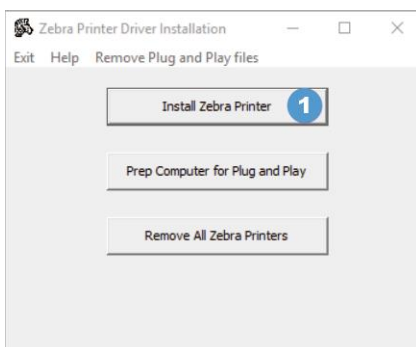 Zebra Printer Driver Installation
Exit Help Remove Plug and Play files
Install Zebra Printer 1
Prep Computer for Plug and Play
Remove All Zebra Printers